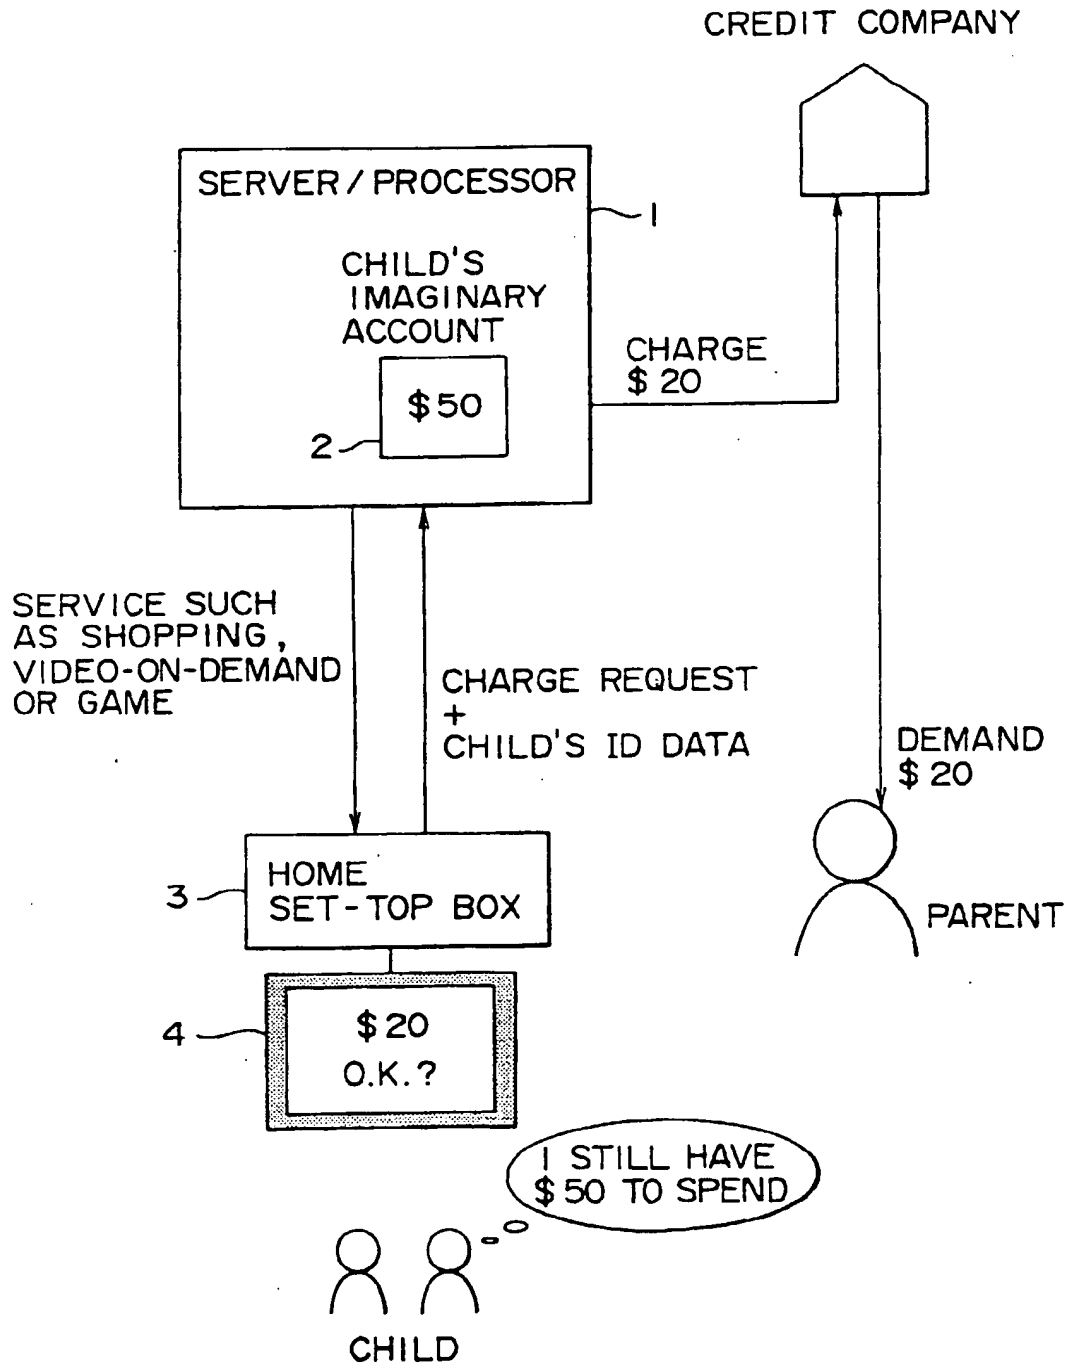 CREDIT COMPANY
SERVER/PROCESSOR
1
CHILD'S
IMAGINARY
ACCOUNT
$50
2
CHARGE
$20
SERVICE SUCH
AS SHOPPING,
VIDEO-ON-DEMAND
OR GAME
CHARGE REQUEST
+
CHILD'S ID DATA
DEMAND
$20
PARENT
HOME
SET-TOP BOX
3
$20
O.K.?
4
I STILL HAVE
$50 TO SPEND
CHILD